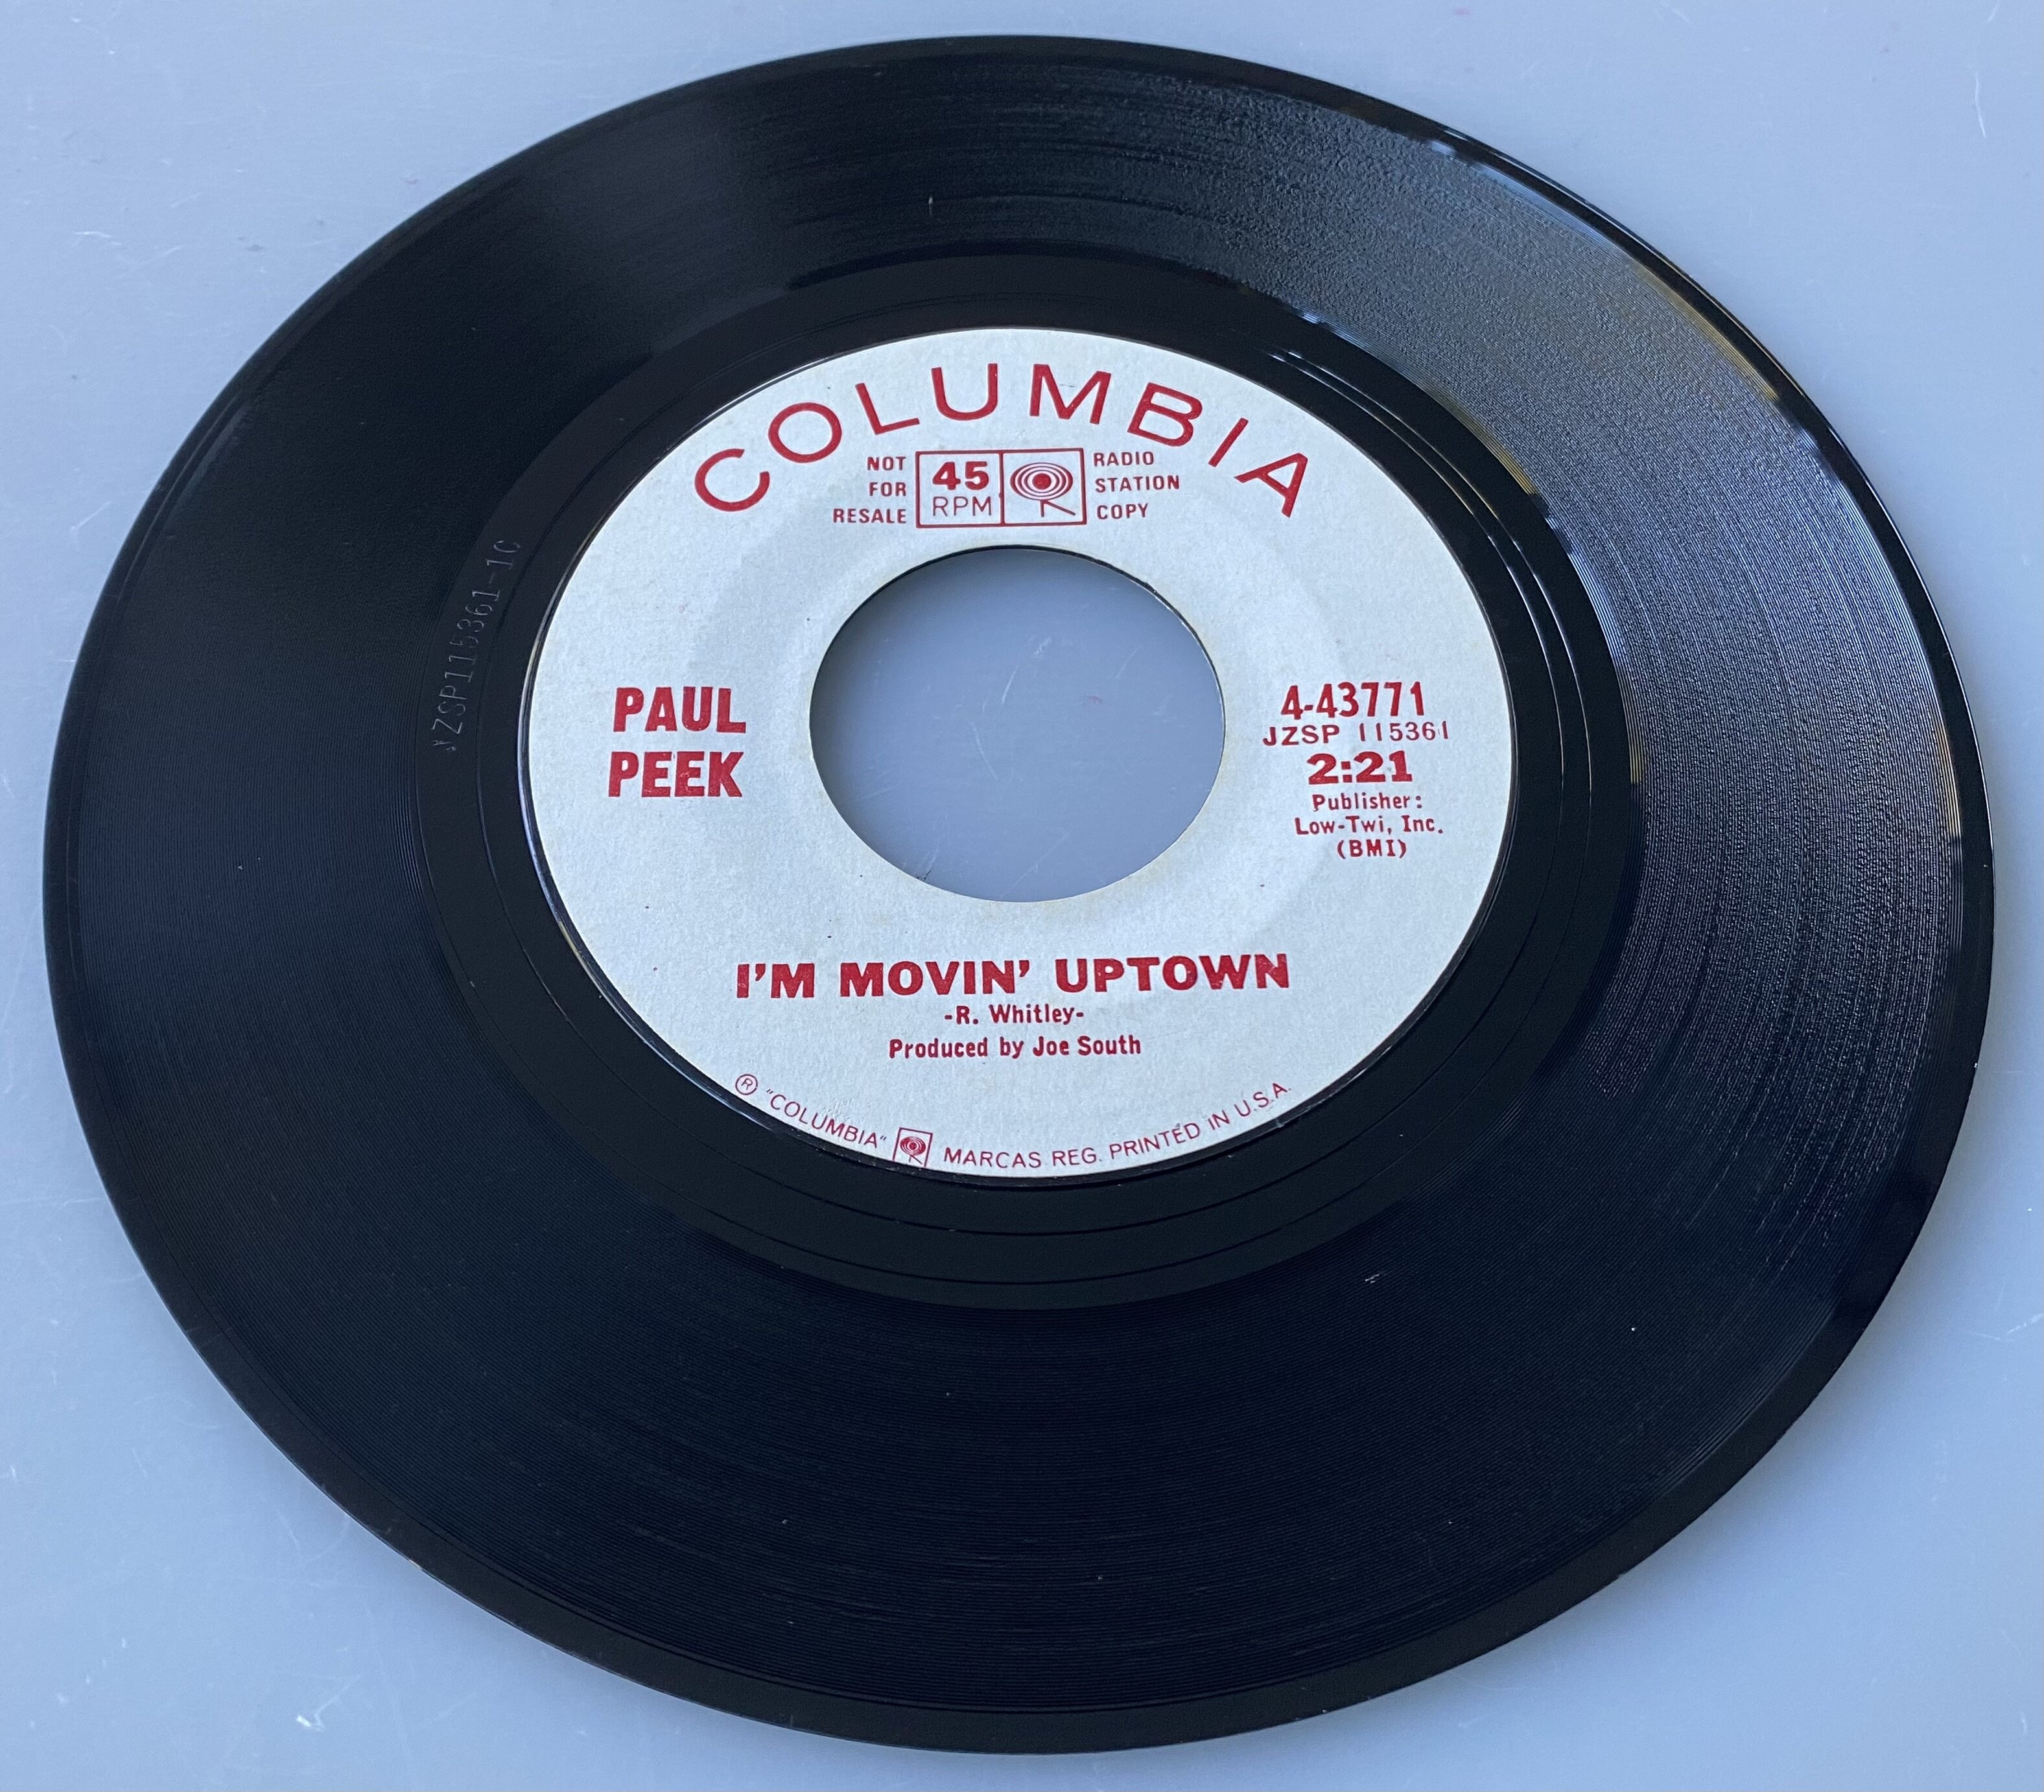 COLUMBIA
NOT
FOR
RESALE
45
RPM
RADIO
STATION
COPY
PAUL
PEEK
4-43771
JZSP 115361
2:21
Publisher:
Low-Twi, Inc.
(BMI)
I'M MOVIN' UPTOWN
-R. Whitley-
Produced by Joe South
® "COLUMBIA" MARCAS REG. PRINTED IN U.S.A.
JZSP115361-1C